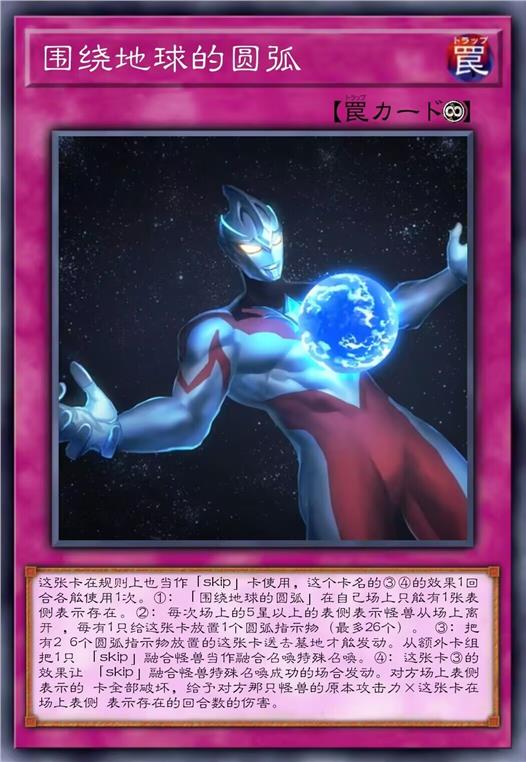 围绕地球的圆弧
トラップ
罠
トラップ
【罠カード♾】
这张卡在规则上也当作「skip」卡使用，这个卡名的③④的效果1回
合各能使用1次。①：「围绕地球的圆弧」在自己场上只能有1张表
侧表示存在。②：每次场上的5星以上的表侧表示怪兽从场上离
开 ，每有1只给这张卡放置1个圆弧指示物（最多26个）。 ③：把
有2 6个圆弧指示物放置的这张卡送去墓地才能发动。从额外卡组
把1只 「skip」融合怪兽当作融合召唤特殊召唤。④：这张卡③的
效果让 「skip」融合怪兽特殊召唤成功的场合发动。对方场上表侧
表示的 卡全部破坏，给予对方那只怪兽的原本攻击力×这张卡在
场上表侧 表示存在的回合数的伤害。